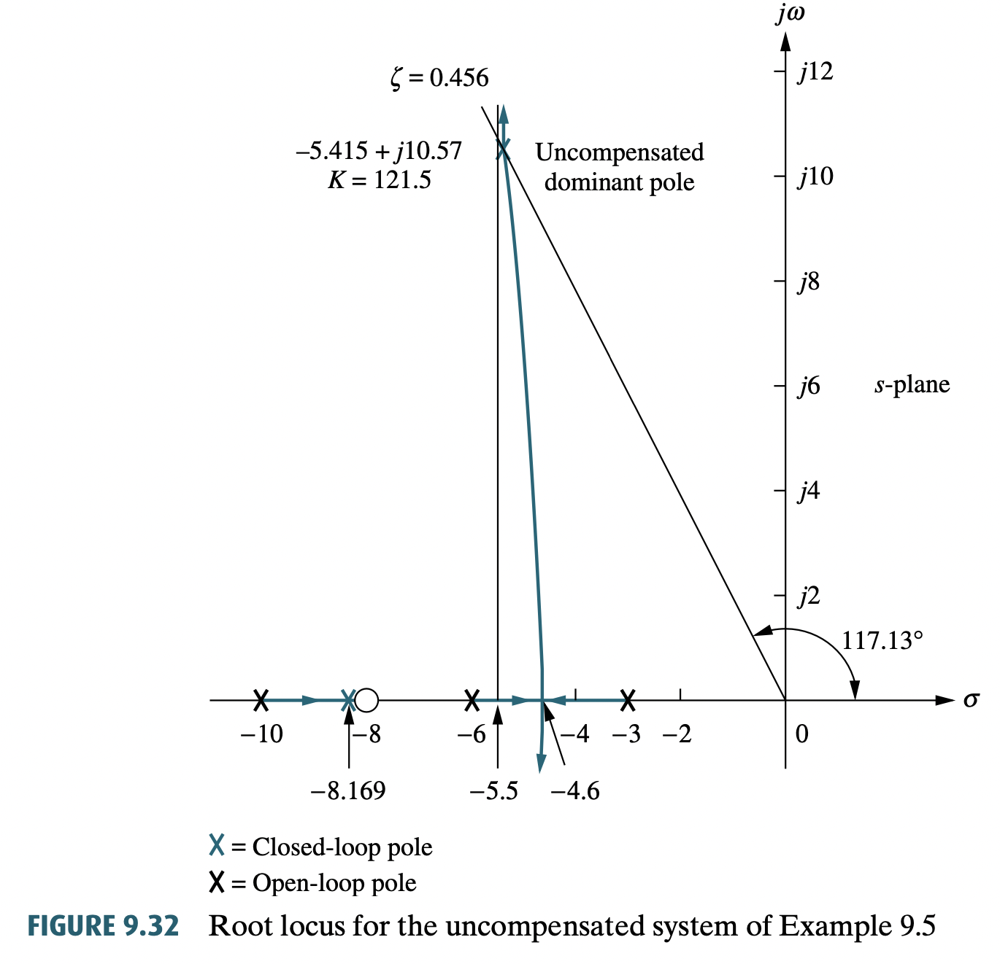 jω
j12
ζ = 0.456
–5.415 + j10.57
K = 121.5
Uncompensated
dominant pole
j10
j8
j6
s-plane
j4
j2
117.13°
σ
–10
–8
–6
–4
–3
–2
0
–8.169
–5.5
–4.6
X = Closed-loop pole
X = Open-loop pole
FIGURE 9.32 Root locus for the uncompensated system of Example 9.5